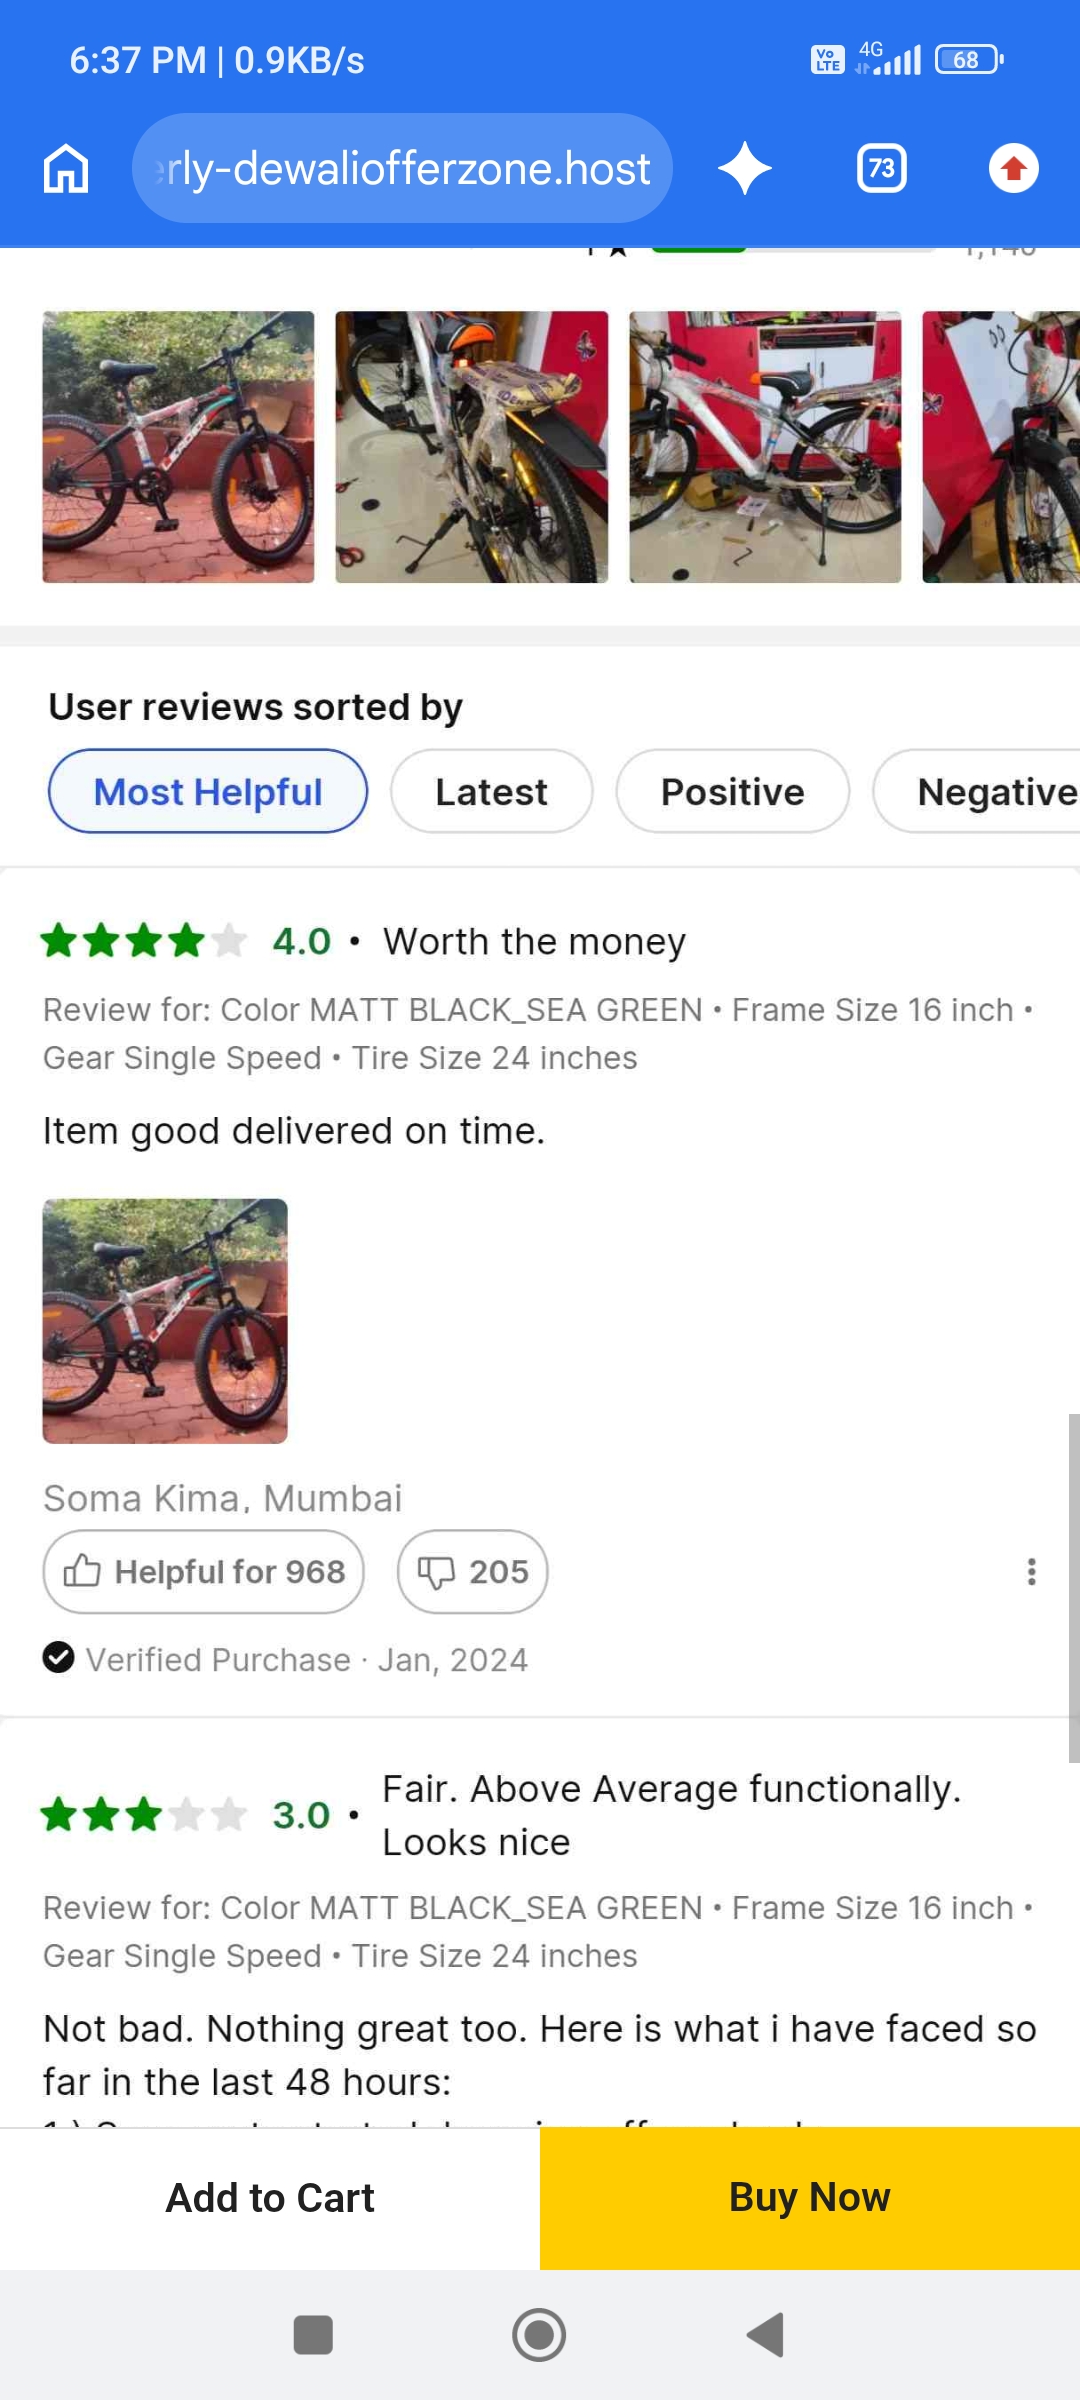 6:37 PM | 0.9KB/s
Vo LTE 4G 68
erly-dewaliofferzone.host
73
User reviews sorted by
Most Helpful Latest Positive Negative
4.0 • Worth the money
Review for: Color MATT BLACK_SEA GREEN • Frame Size 16 inch •
Gear Single Speed • Tire Size 24 inches
Item good delivered on time.
Soma Kima, Mumbai
Helpful for 968 205
Verified Purchase · Jan, 2024
3.0 • Fair. Above Average functionally.
Looks nice
Review for: Color MATT BLACK_SEA GREEN • Frame Size 16 inch •
Gear Single Speed • Tire Size 24 inches
Not bad. Nothing great too. Here is what i have faced so
far in the last 48 hours:
Add to Cart Buy Now